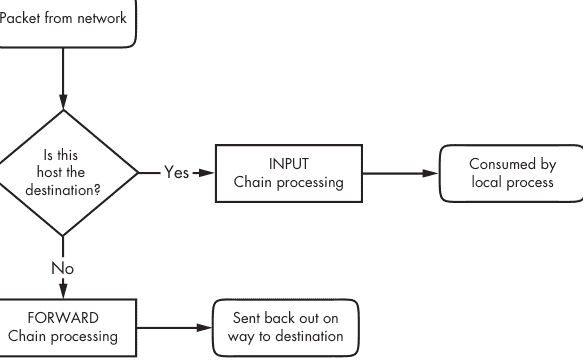 Packet from network
Is this
host the
destination?
Yes
INPUT
Chain processing
Consumed by
local process
No
FORWARD
Chain processing
Sent back out on
way to destination